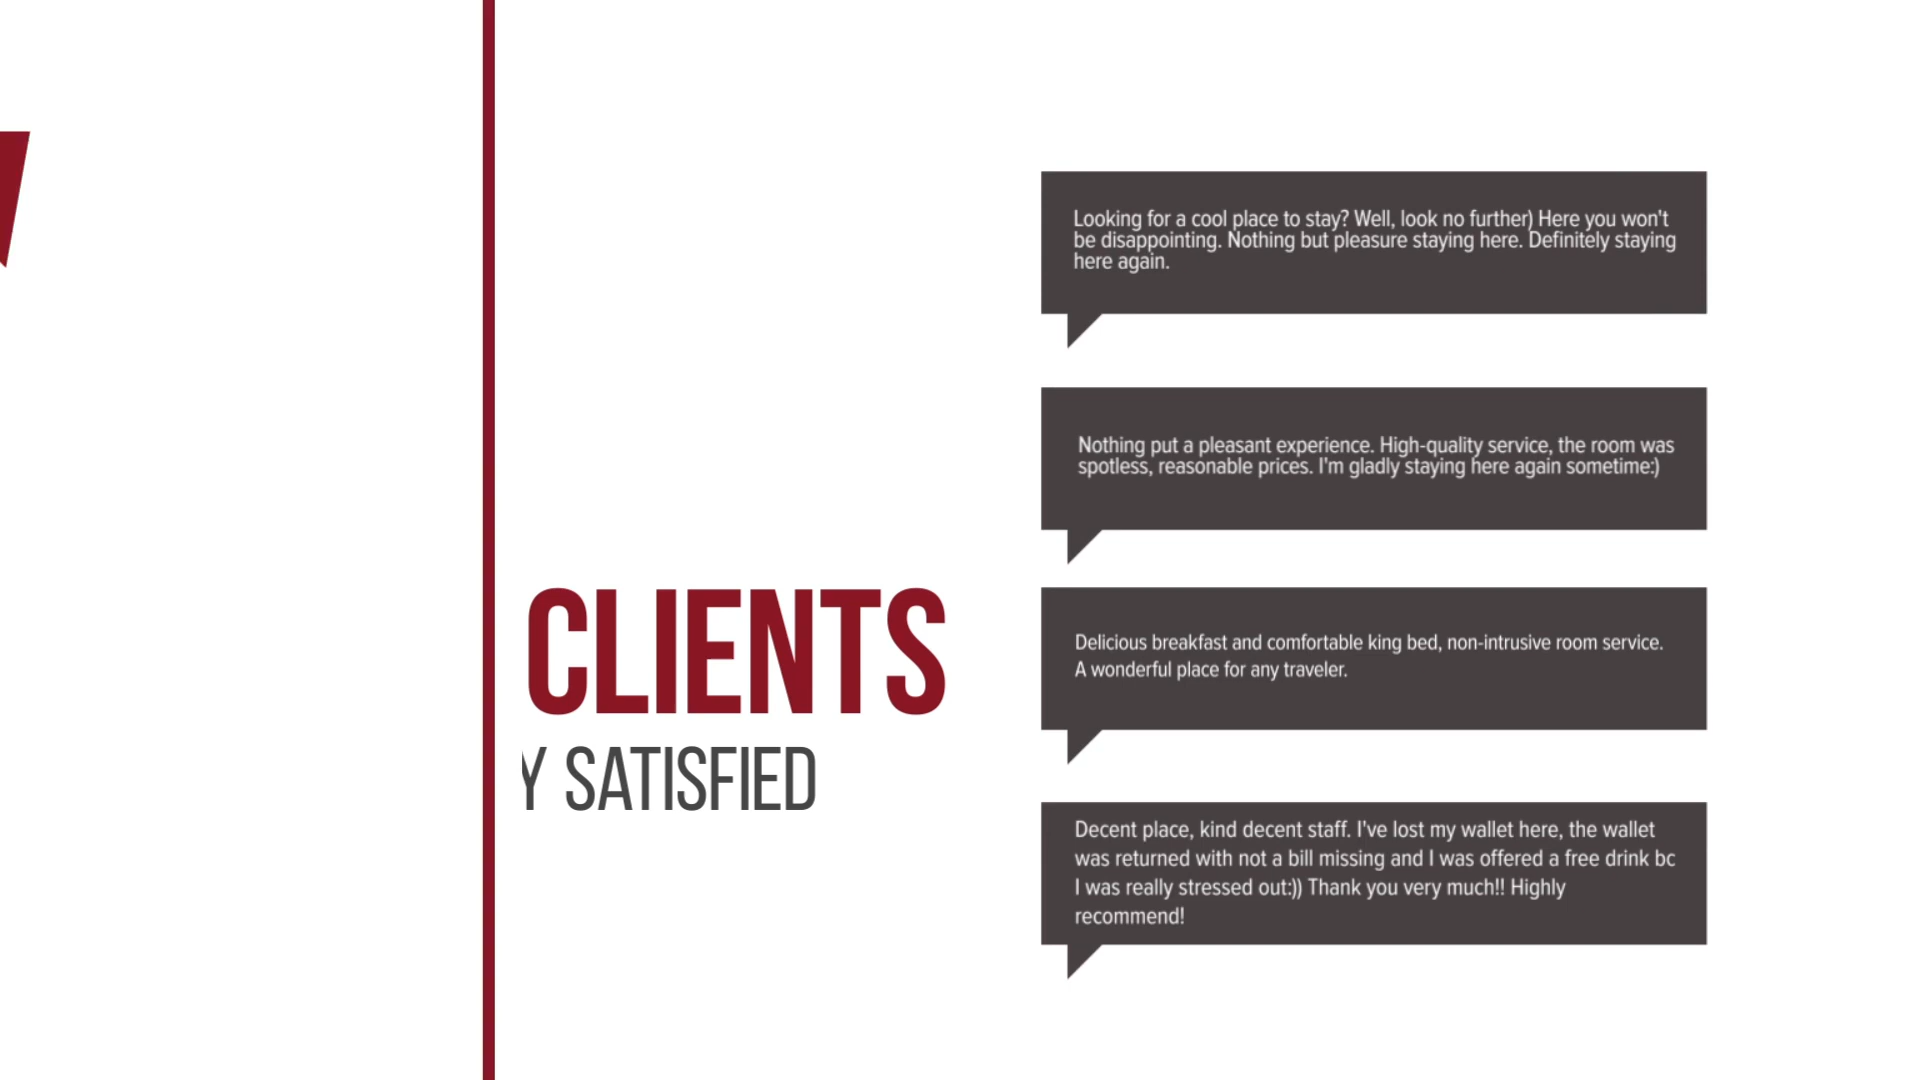 CLIENTS
Y SATISFIED
Looking for a cool place to stay? Well, look no further) Here you won't
be disappointing. Nothing but pleasure staying here. Definitely staying
here again.
Nothing put a pleasant experience. High-quality service, the room was
spotless, reasonable prices. I'm gladly staying here again sometime:)
Delicious breakfast and comfortable king bed, non-intrusive room service.
A wonderful place for any traveler.
Decent place, kind decent staff. I've lost my wallet here, the wallet
was returned with not a bill missing and I was offered a free drink bc
I was really stressed out:)) Thank you very much!! Highly
recommend!